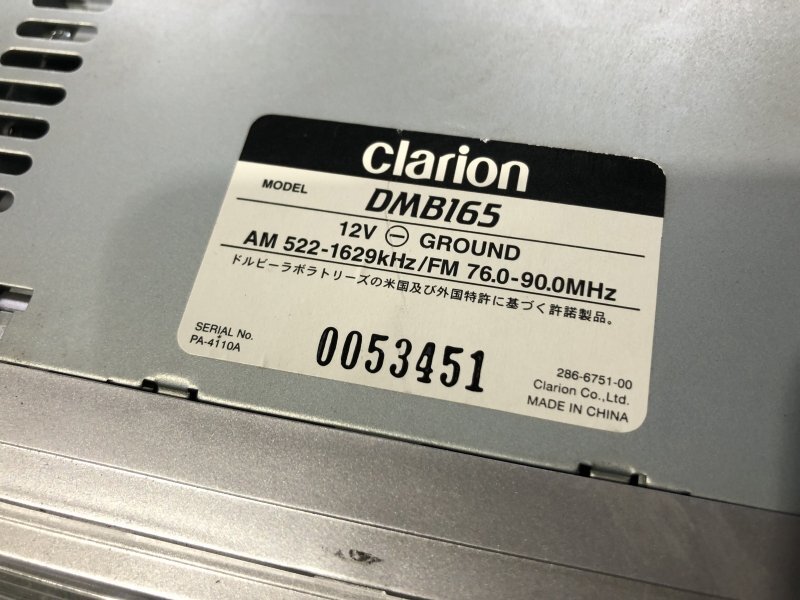 clarion
MODEL DMB165
12V ⊖ GROUND
AM 522-1629kHz/FM 76.0-90.0MHz
ドルビーラボラトリーズの米国及び外国特許に基づく許諾製品。
SERIAL No.
PA-4110A
0053451
286-6751-00
Clarion Co.,Ltd.
MADE IN CHINA